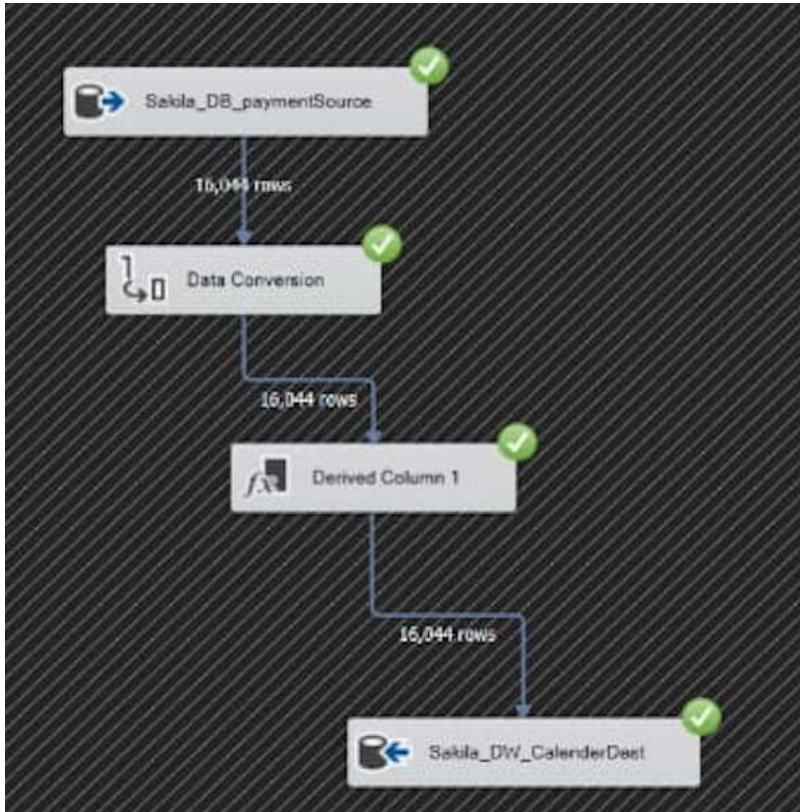 Sakila_DB_paymentSource
16,044 rows
Data Conversion
16,044 rows
Derived Column 1
16,044 rows
Sakila_DW_CalenderDest